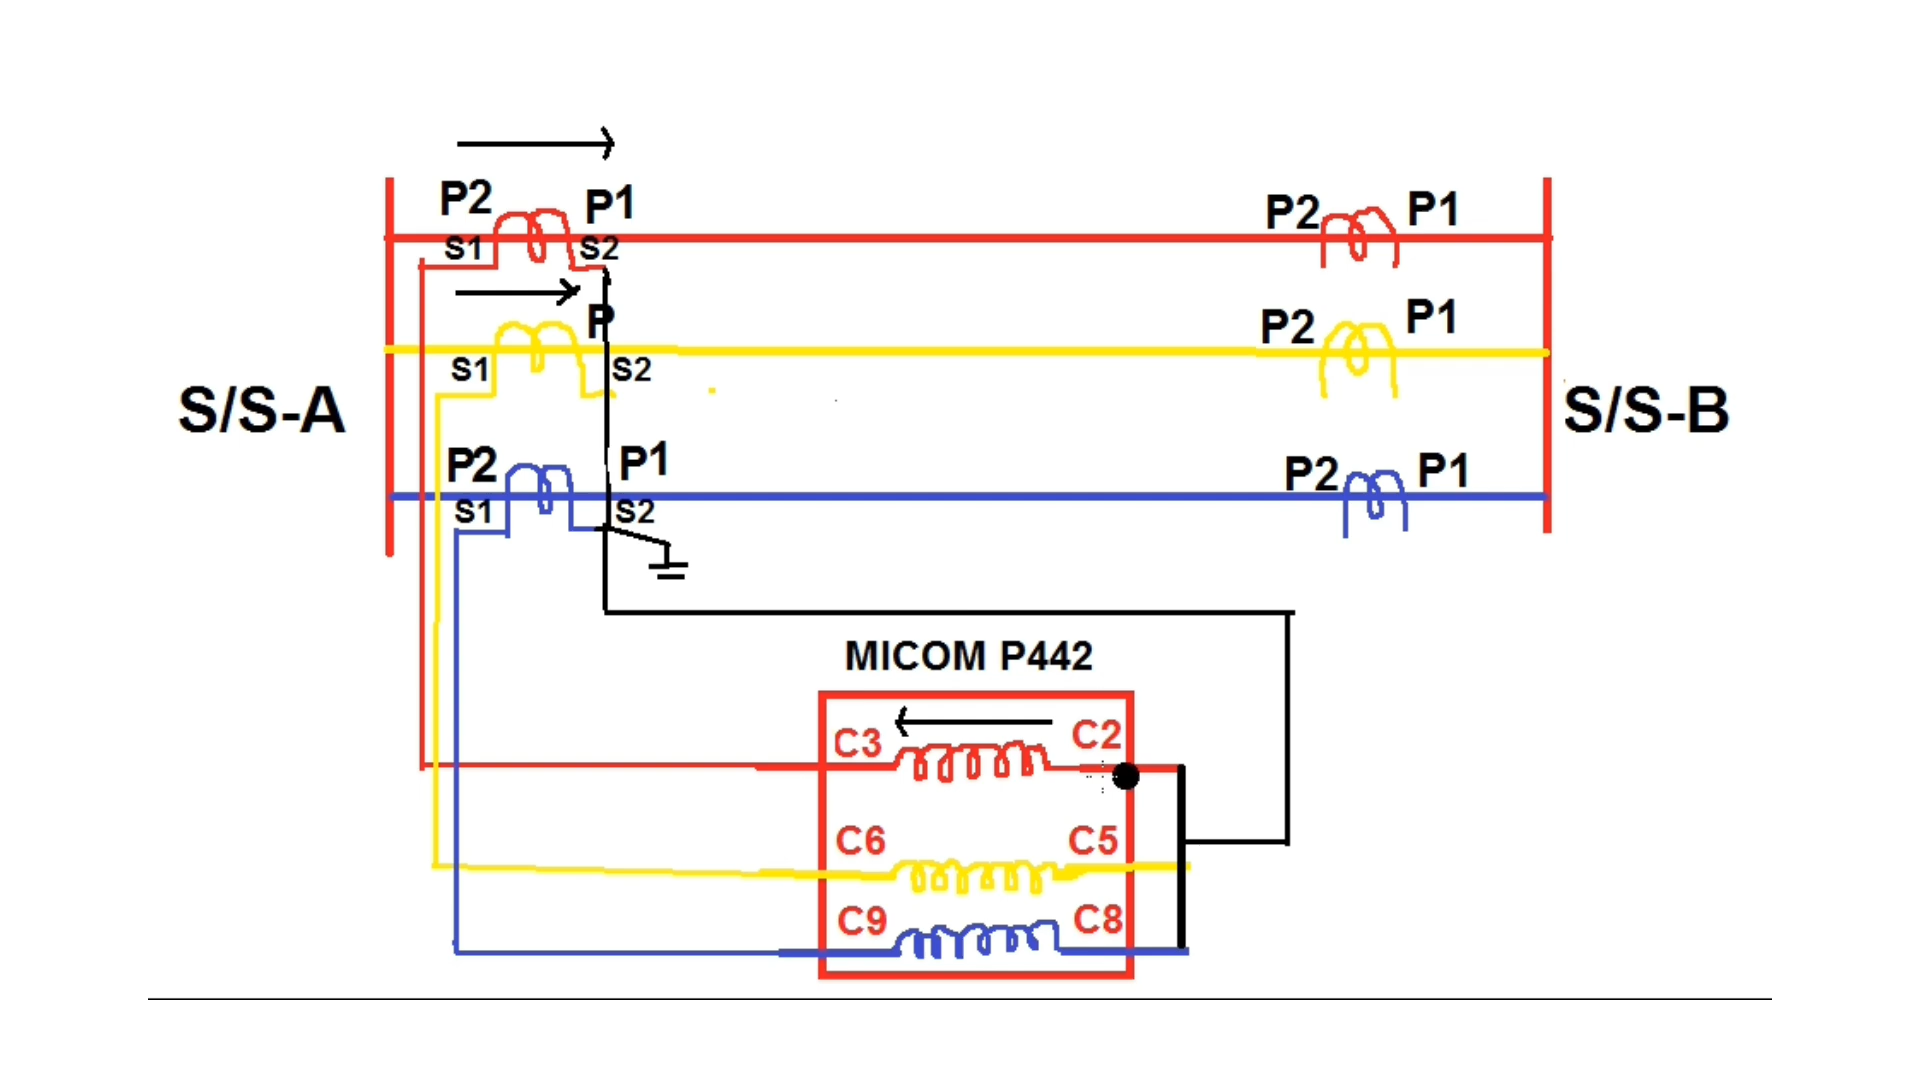 P2 P1 P2 P1
S1 S2
P P2 P1
S1 S2
S/S-A S/S-B
P2 P1 P2 P1
S1 S2
MICOM P442
C3 C2
C6 C5
C9 C8